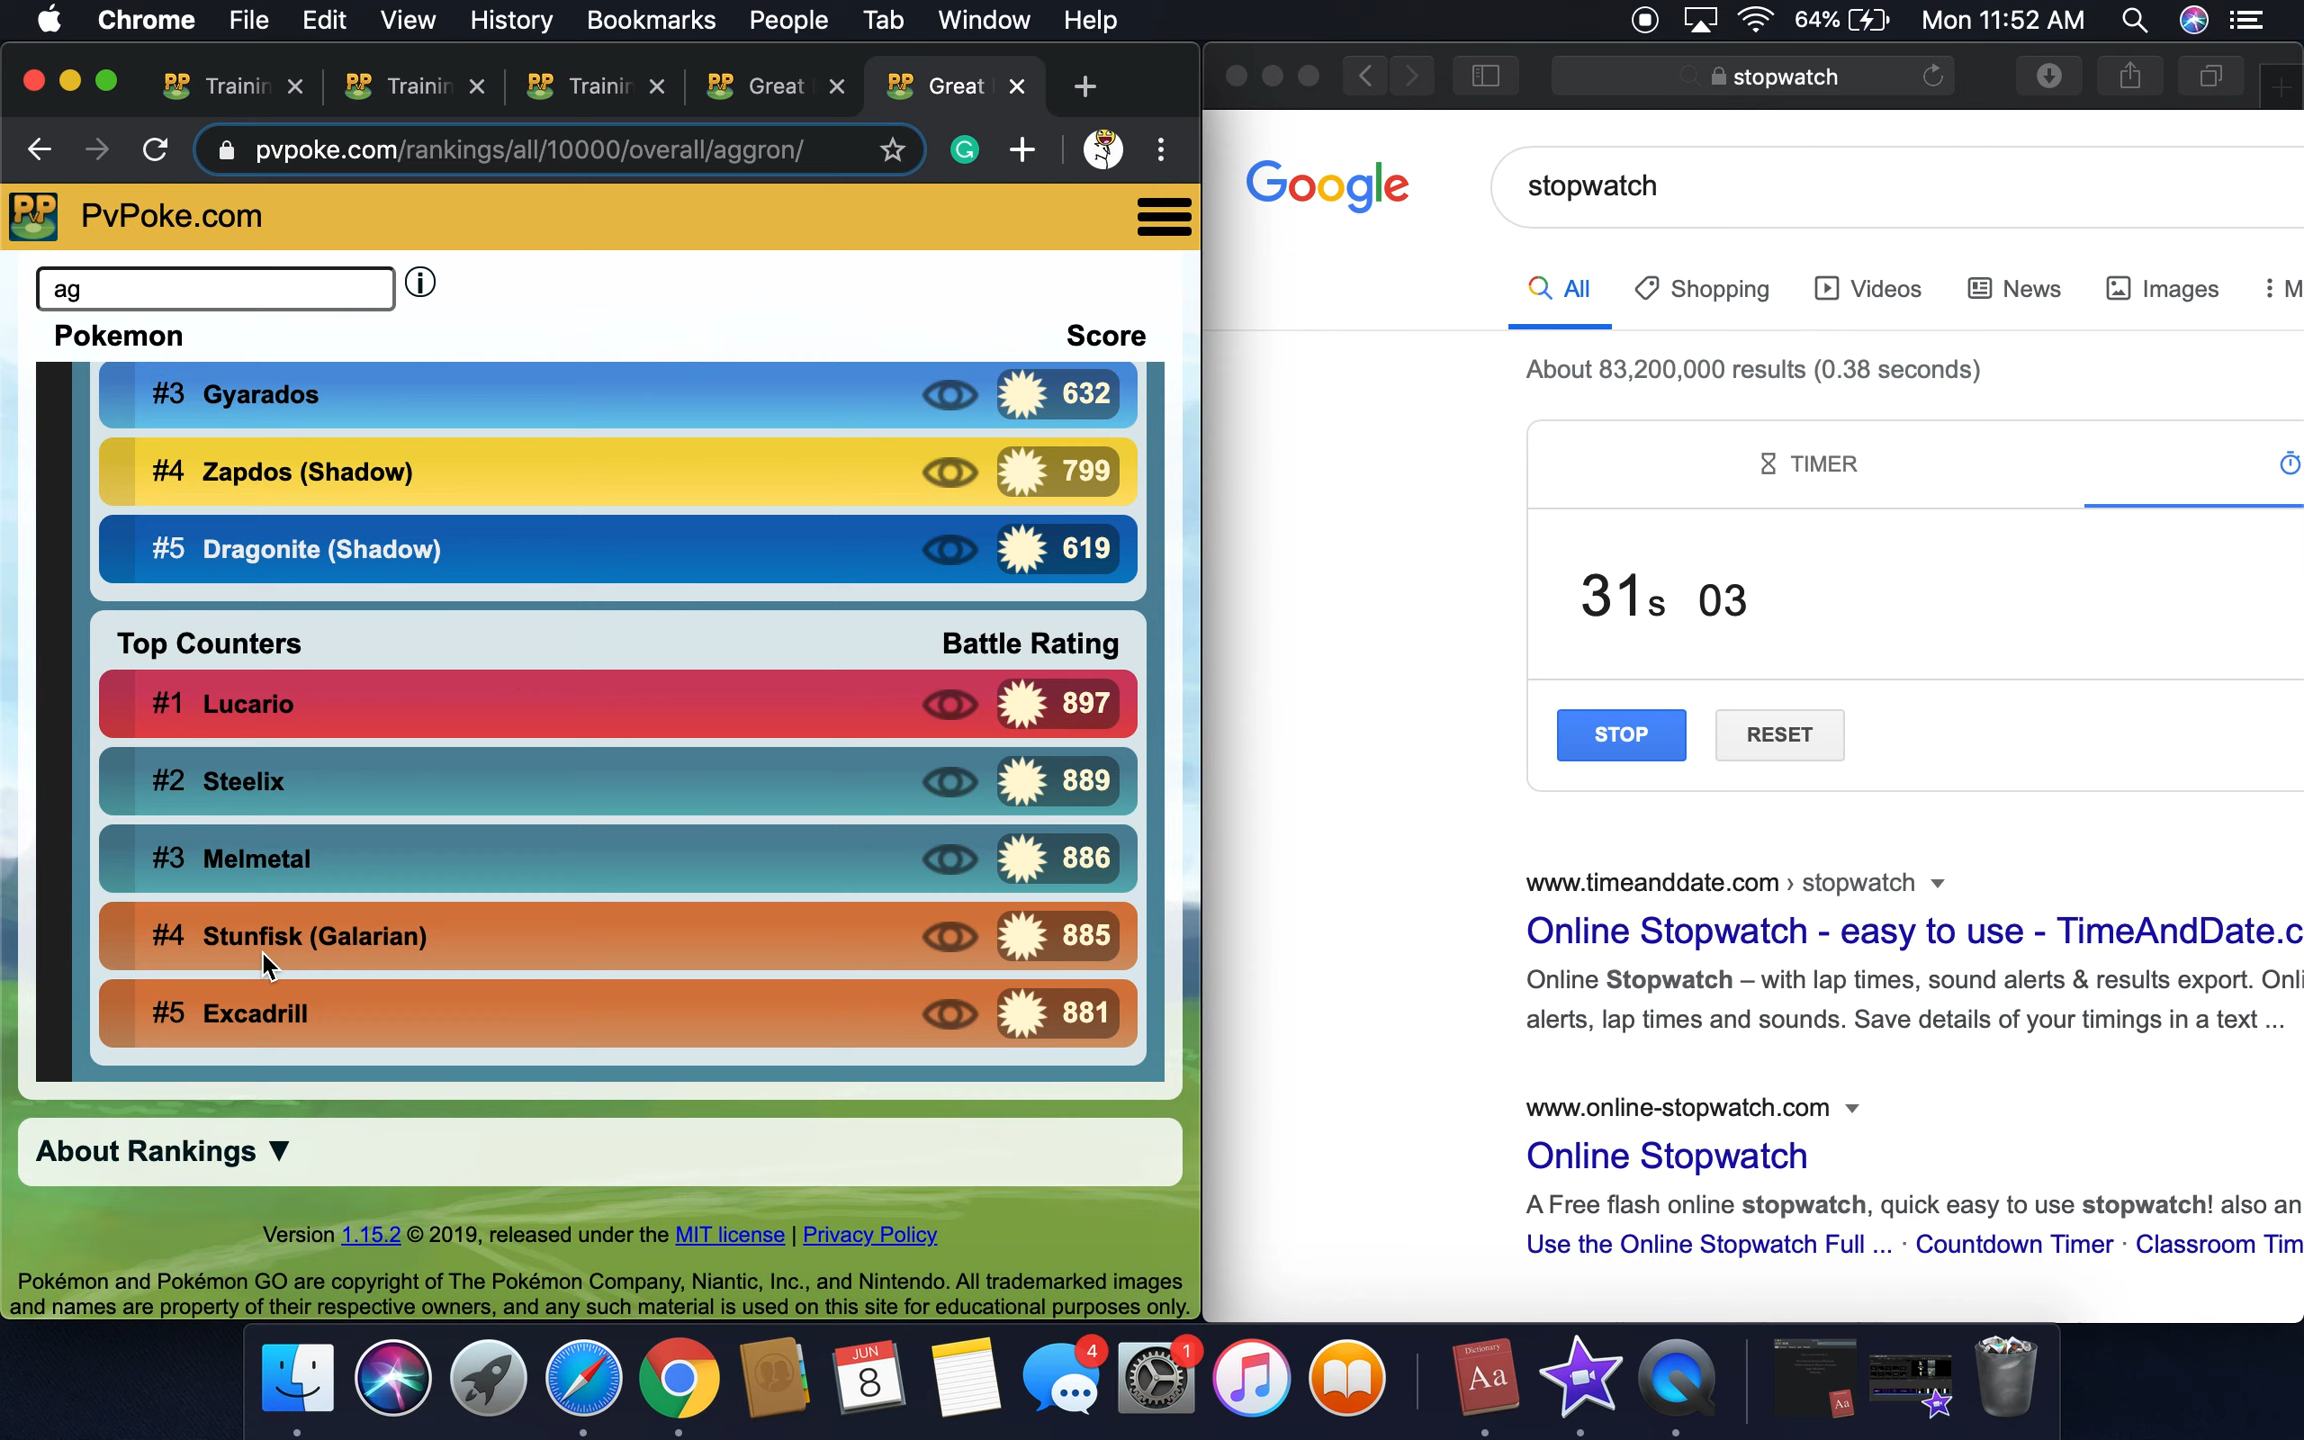 Chrome File Edit View History Bookmarks People Tab Window Help 64% Mon 11:52 AM
Trainin Trainin Trainin Great Great
pvpoke.com/rankings/all/10000/overall/aggron/
PvPoke.com
ag
Pokemon Score
#3 Gyarados 632
#4 Zapdos (Shadow) 799
#5 Dragonite (Shadow) 619
Top Counters Battle Rating
#1 Lucario 897
#2 Steelix 889
#3 Melmetal 886
#4 Stunfisk (Galarian) 885
#5 Excadrill 881
About Rankings ▼
Version 1.15.2 © 2019, released under the MIT license | Privacy Policy
Pokémon and Pokémon GO are copyright of The Pokémon Company, Niantic, Inc., and Nintendo. All trademarked images
and names are property of their respective owners, and any such material is used on this site for educational purposes only.
stopwatch
Google
stopwatch
All Shopping Videos News Images M
About 83,200,000 results (0.38 seconds)
TIMER
31s 03
STOP RESET
www.timeanddate.com › stopwatch
Online Stopwatch - easy to use - TimeAndDate.c
Online Stopwatch – with lap times, sound alerts & results export. Onli
alerts, lap times and sounds. Save details of your timings in a text ...
www.online-stopwatch.com
Online Stopwatch
A Free flash online stopwatch, quick easy to use stopwatch! also an
Use the Online Stopwatch Full ... · Countdown Timer · Classroom Tim
JUN
8
4
1
Dictionary
Aa
Aa